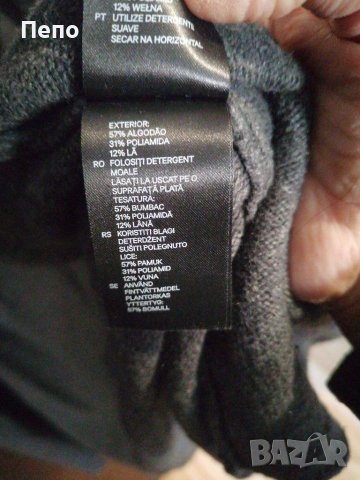 Пепо
12% WEŁNA
PT UTILIZE DETERGENTE
SUAVE
SECAR NA HORIZONTAL
EXTERIOR:
57% ALGODÃO
31% POLIAMIDA
12% LÃ
RO FOLOSIȚI DETERGENT
MOALE
LĂSAȚI LA USCAT PE O
SUPRAFAȚĂ PLATĂ
TESATURĂ:
57% BUMBAC
31% POLIAMIDĂ
12% LÂNĂ
RS KORISTITI BLAGI
DETERDŽENT
SUŠITI POLEGNUTO
LICE:
57% PAMUK
31% POLIAMID
12% VUNA
SE ANVÄND
FINTVÄTTMEDEL
PLANTORKAS
YTTERTYG:
57% BOMULL
BAZAR